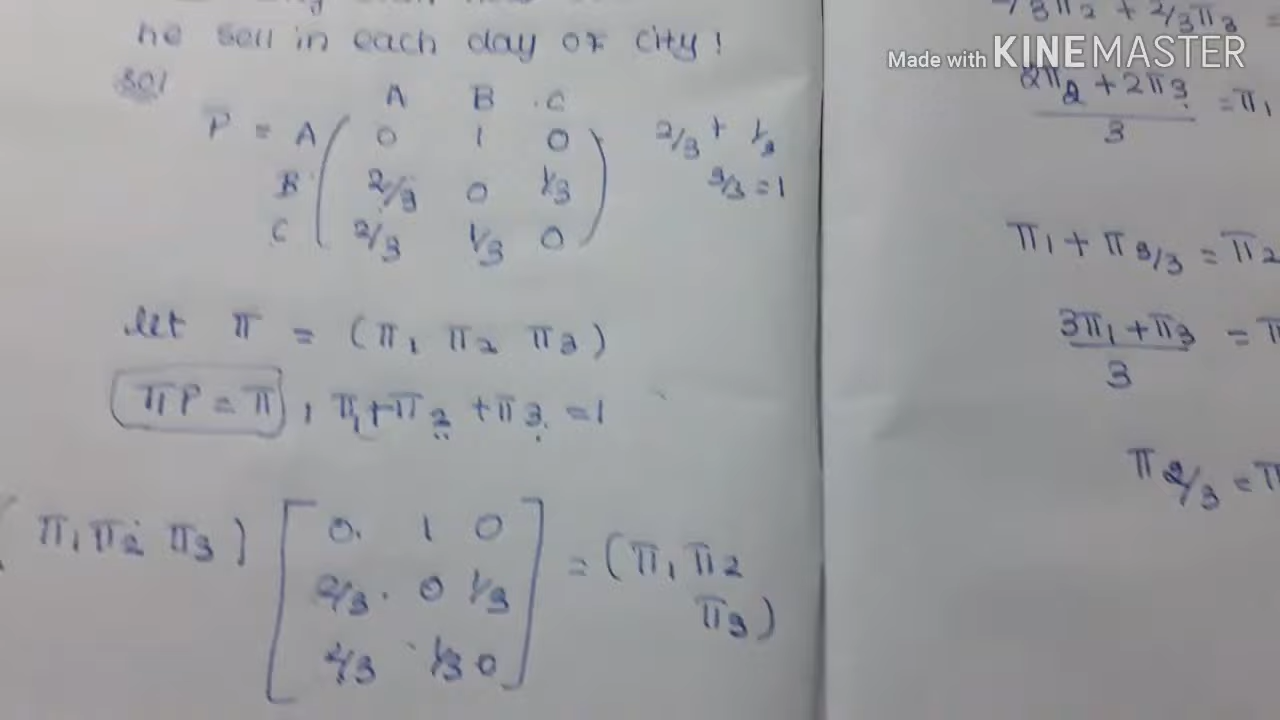 he sell in each day of city!
Sol
A B C
P = A ( 0 1 0 ) 2/3 + 1/3
B 2/3 0 1/3 3/3 = 1
C 2/3 1/3 0
let π = (π1 π2 π3)
πP = π , π1+π2 +π3 = 1
( π1 π2 π3 ) [ 0 1 0
2/3 0 1/3 = (π1 π2
2/3 1/3 0 ] π3)
π2 + 2/3π3 =
Made with KINEMASTER
2π2 + 2π3 = π1
3
π1 + π3/3 = π2
3π1 + π3 =
3
π2/3 =